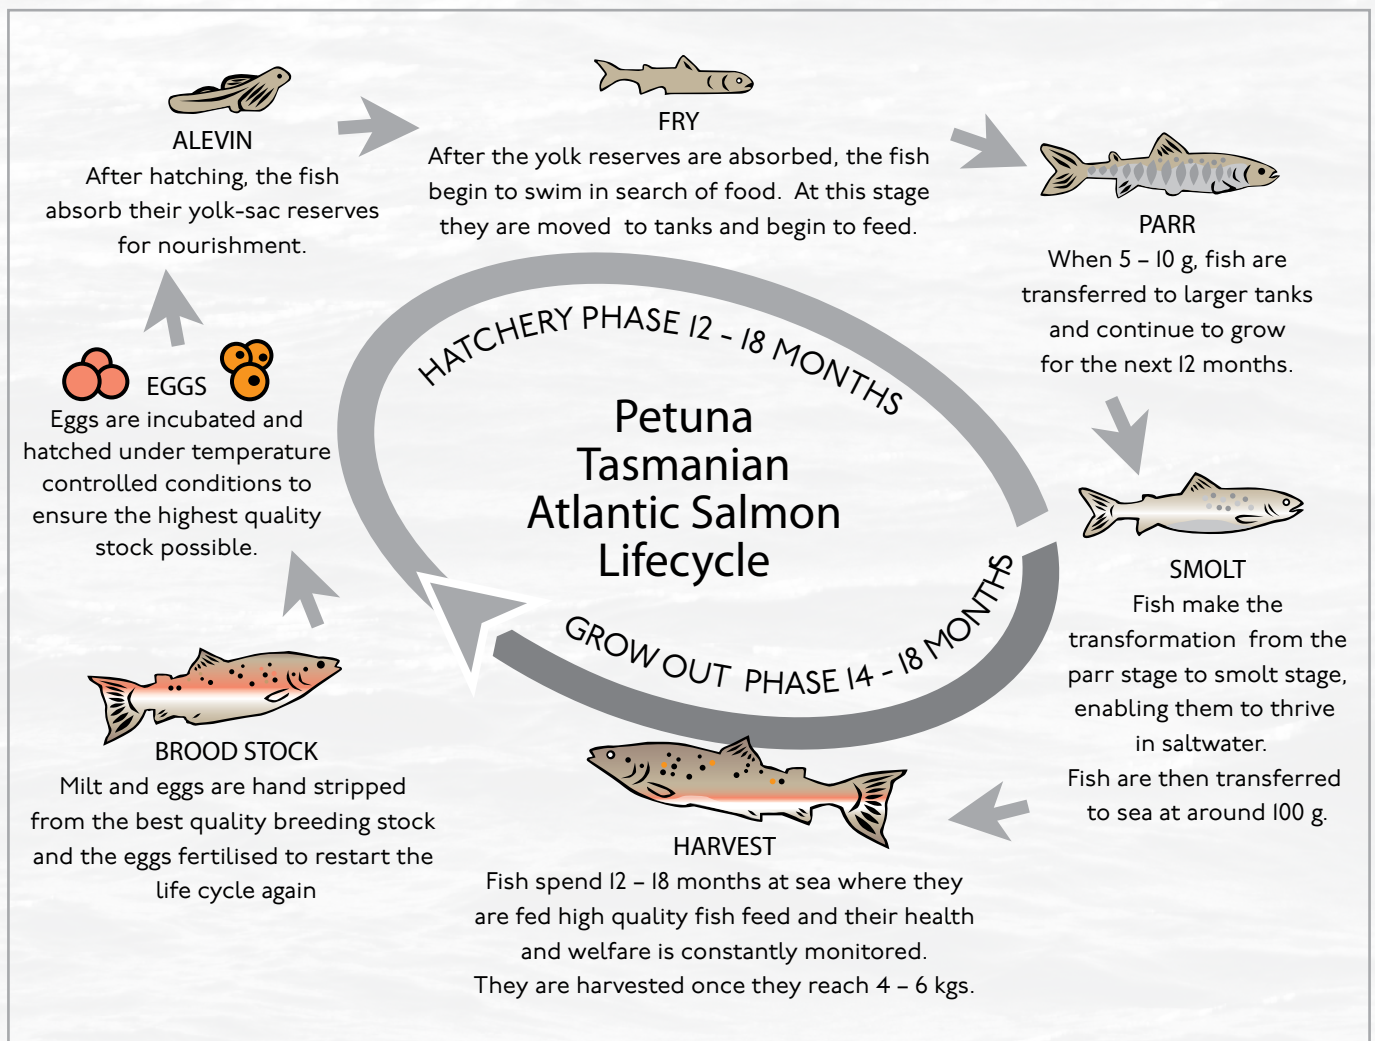 ALEVIN
After hatching, the fish
absorb their yolk-sac reserves
for nourishment.
FRY
After the yolk reserves are absorbed, the fish
begin to swim in search of food. At this stage
they are moved to tanks and begin to feed.
PARR
When 5 – 10 g, fish are
transferred to larger tanks
and continue to grow
for the next 12 months.
SMOLT
Fish make the
transformation from the
parr stage to smolt stage,
enabling them to thrive
in saltwater.
Fish are then transferred
to sea at around 100 g.
HARVEST
Fish spend 12 – 18 months at sea where they
are fed high quality fish feed and their health
and welfare is constantly monitored.
They are harvested once they reach 4 – 6 kgs.
BROOD STOCK
Milt and eggs are hand stripped
from the best quality breeding stock
and the eggs fertilised to restart the
life cycle again
EGGS
Eggs are incubated and
hatched under temperature
controlled conditions to
ensure the highest quality
stock possible.
HATCHERY PHASE 12 – 18 MONTHS
Petuna
Tasmanian
Atlantic Salmon
Lifecycle
GROW OUT PHASE 14 – 18 MONTHS